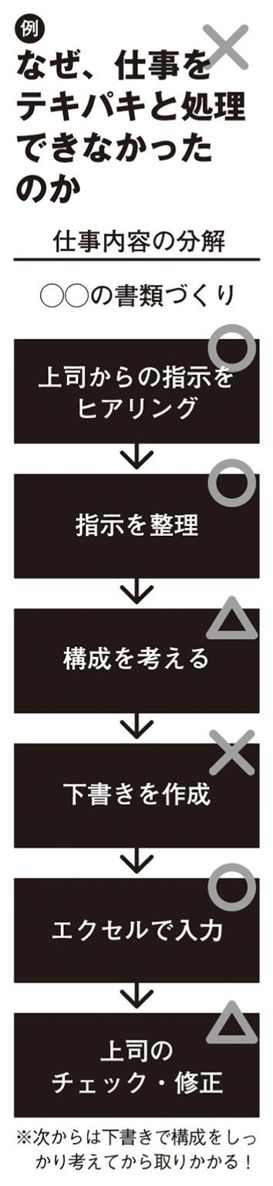 例
なぜ、仕事を
テキパキと処理
できなかった
のか
仕事内容の分解
◯◯の書類づくり
上司からの指示を
ヒアリング
指示を整理
構成を考える
下書きを作成
エクセルで入力
上司の
チェック・修正
※次からは下書きで構成をしっ
かり考えてから取りかかる！